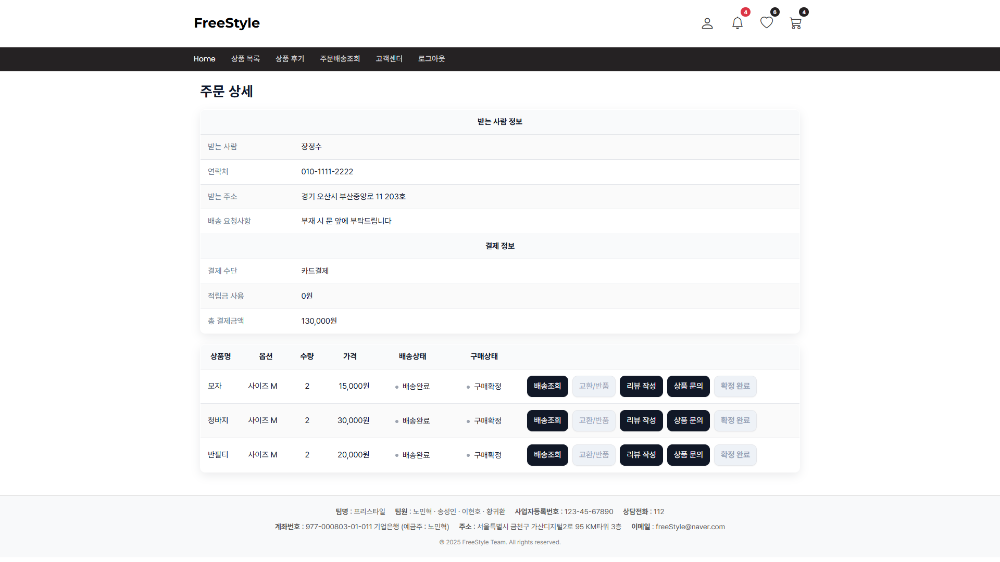 FreeStyle
4 6 4
Home 상품 목록 상품 후기 주문배송조회 고객센터 로그아웃
주문 상세
받는 사람 정보
받는 사람 장정수
연락처 010-1111-2222
받는 주소 경기 오산시 부산중앙로 11 203호
배송 요청사항 부재 시 문 앞에 부탁드립니다
결제 정보
결제 수단 카드결제
적립금 사용 0원
총 결제금액 130,000원
상품명 옵션 수량 가격 배송상태 구매상태
모자 사이즈 M 2 15,000원 배송완료 구매확정 배송조회 교환/반품 리뷰 작성 상품 문의 확정 완료
청바지 사이즈 M 2 30,000원 배송완료 구매확정 배송조회 교환/반품 리뷰 작성 상품 문의 확정 완료
반팔티 사이즈 M 2 20,000원 배송완료 구매확정 배송조회 교환/반품 리뷰 작성 상품 문의 확정 완료
팀명 : 프리스타일 팀원 : 노민혁 · 송성인 · 이현호 · 황귀환 사업자등록번호 : 123-45-67890 상담전화 : 112
계좌번호 : 977-000803-01-011 기업은행 (예금주 : 노민혁) 주소 : 서울특별시 금천구 가산디지털2로 95 KM타워 3층 이메일 : freeStyle@naver.com
© 2025 FreeStyle Team. All rights reserved.